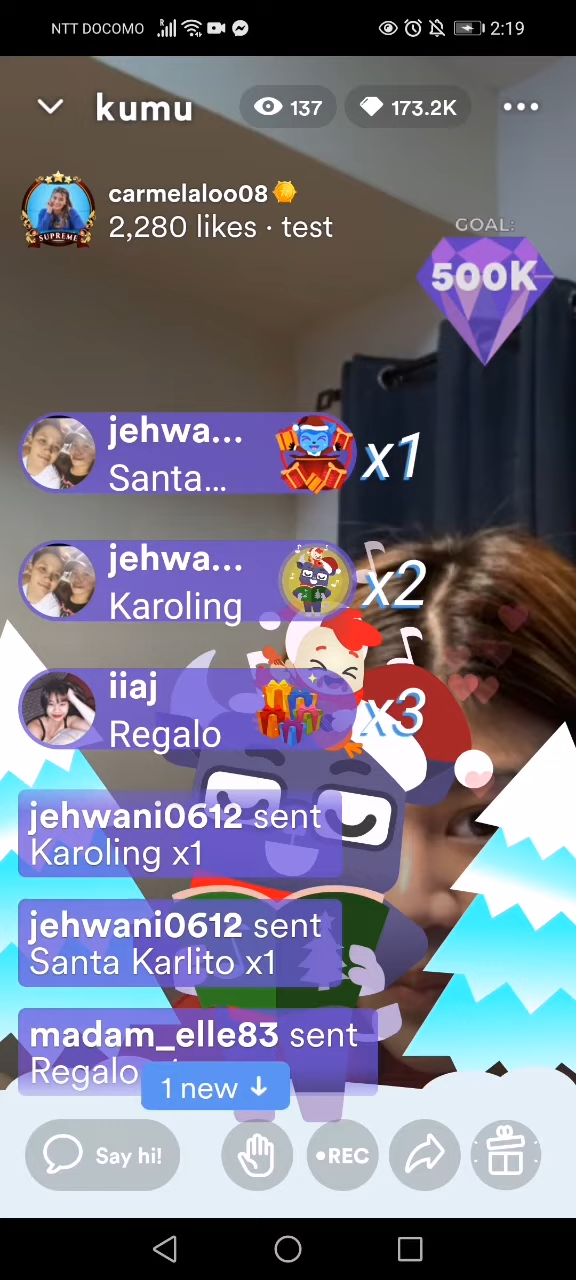 NTT DOCOMO
2:19
kumu
137
173.2K
carmelaloo08
2,280 likes · test
SUPREME
GOAL:
500K
jehwa...
Santa...
x1
jehwa...
Karoling
x2
iiaj
Regalo
x3
jehwani0612 sent
Karoling x1
jehwani0612 sent
Santa Karlito x1
madam_elle83 sent
Regalo
1 new ↓
Say hi!
•REC